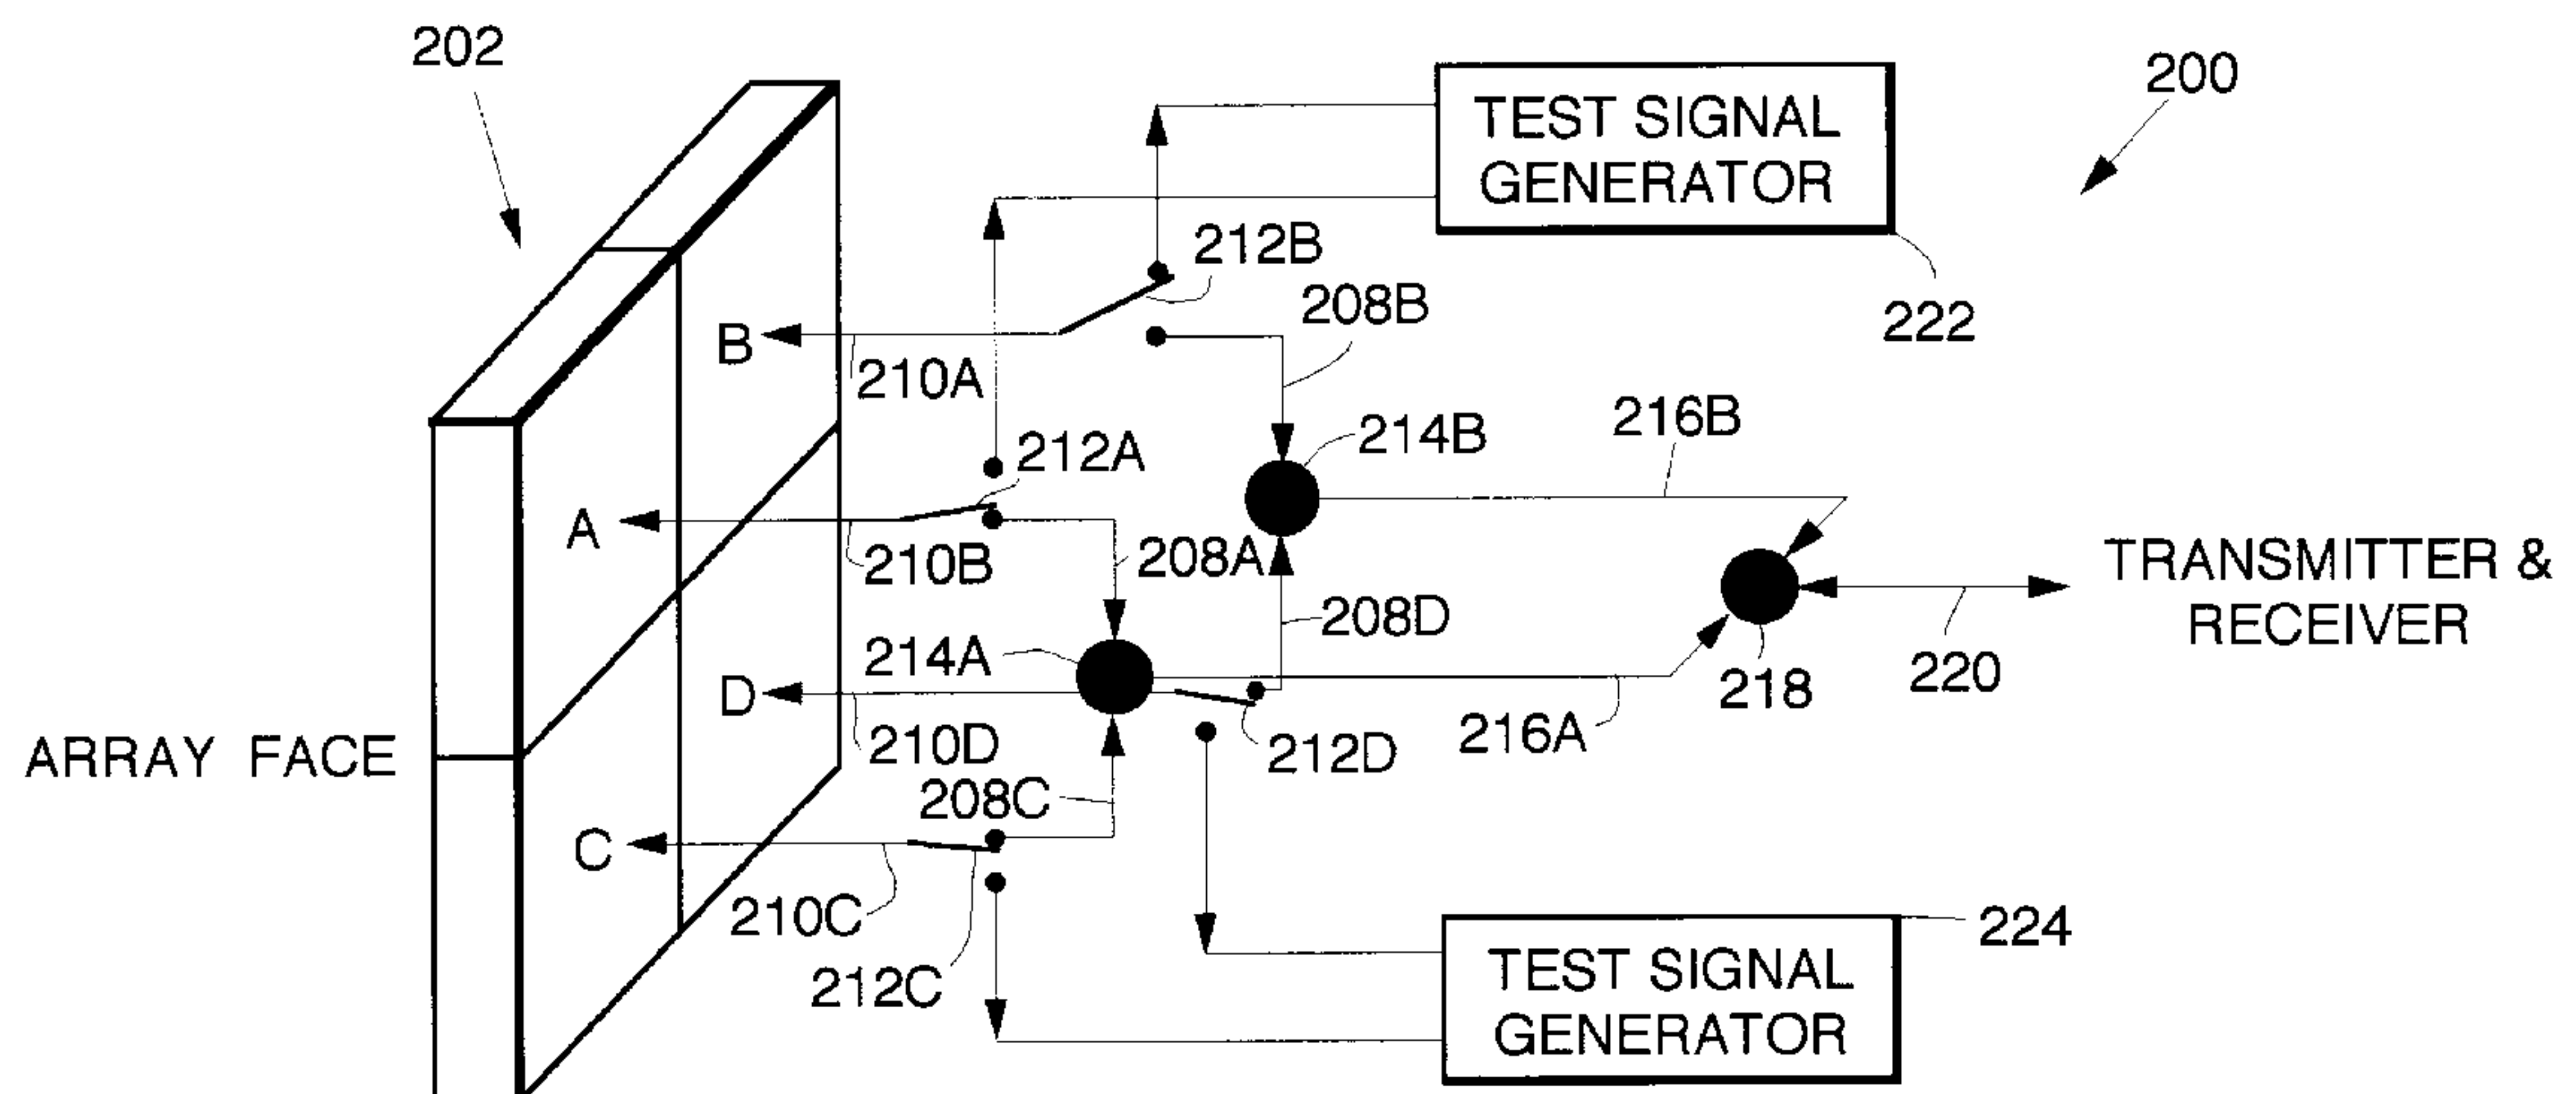 202
200
TEST SIGNAL
GENERATOR
212B
208B
222
B
210A
216B
214B
212A
A
210B
208A
TRANSMITTER &
RECEIVER
208D
214A
D
218
220
210D
212D
216A
ARRAY FACE
208C
C
210C
224
212C
TEST SIGNAL
GENERATOR